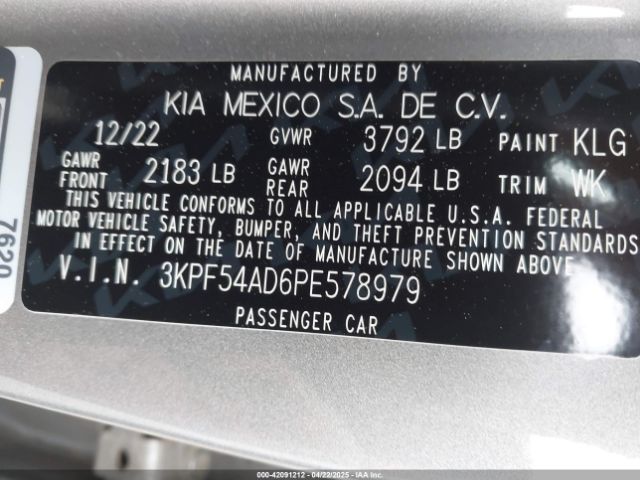 MANUFACTURED BY
KIA MEXICO S.A. DE C.V.
12/22 GVWR 3792 LB PAINT KLG
GAWR FRONT 2183 LB GAWR REAR 2094 LB TRIM WK
THIS VEHICLE CONFORMS TO ALL APPLICABLE U.S.A. FEDERAL
MOTOR VEHICLE SAFETY, BUMPER, AND THEFT PREVENTION STANDARDS
IN EFFECT ON THE DATE OF MANUFACTURE SHOWN ABOVE.
V.I.N. 3KPF54AD6PE578979
PASSENGER CAR
7620
000-42091212 - 04/22/2025 - IAA Inc.